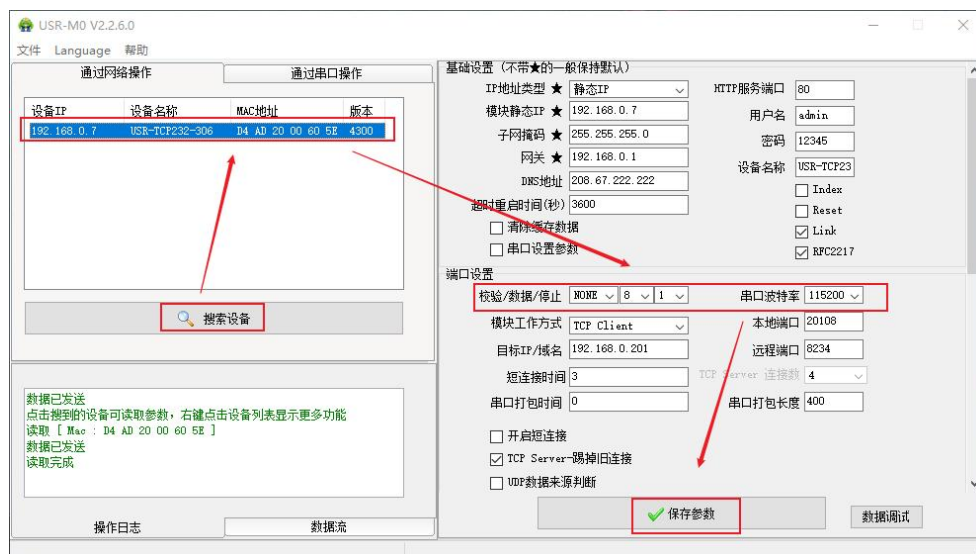 USR-M0 V2.2.6.0
文件 Language 帮助
通过网络操作 通过串口操作
设备IP 设备名称 MAC地址 版本
192.168.0.7 USR-TCP232-306 D4 AD 20 00 60 5E 4300
搜索设备
数据已发送
点击搜到的设备可读取参数，右键点击设备列表显示更多功能
读取 [ Mac : D4 AD 20 00 60 5E ]
数据已发送
读取完成
操作日志 数据流
基础设置 (不带★的一般保持默认)
IP地址类型 ★ 静态IP HTTP服务端口 80
模块静态IP ★ 192.168.0.7 用户名 admin
子网掩码 ★ 255.255.255.0 密码 12345
网关 ★ 192.168.0.1 设备名称 USR-TCP23
DNS地址 208.67.222.222 Index
超时重启时间(秒) 3600 Reset
清除缓存数据 Link
串口设置参数 RFC2217
端口设置
校验/数据/停止 NONE 8 1 串口波特率 115200
模块工作方式 TCP Client 本地端口 20108
目标IP/域名 192.168.0.201 远程端口 8234
短连接时间 3 TCP Server 连接数 4
串口打包时间 0 串口打包长度 400
开启短连接
TCP Server-踢掉旧连接
UDP数据来源判断
保存参数 数据调试